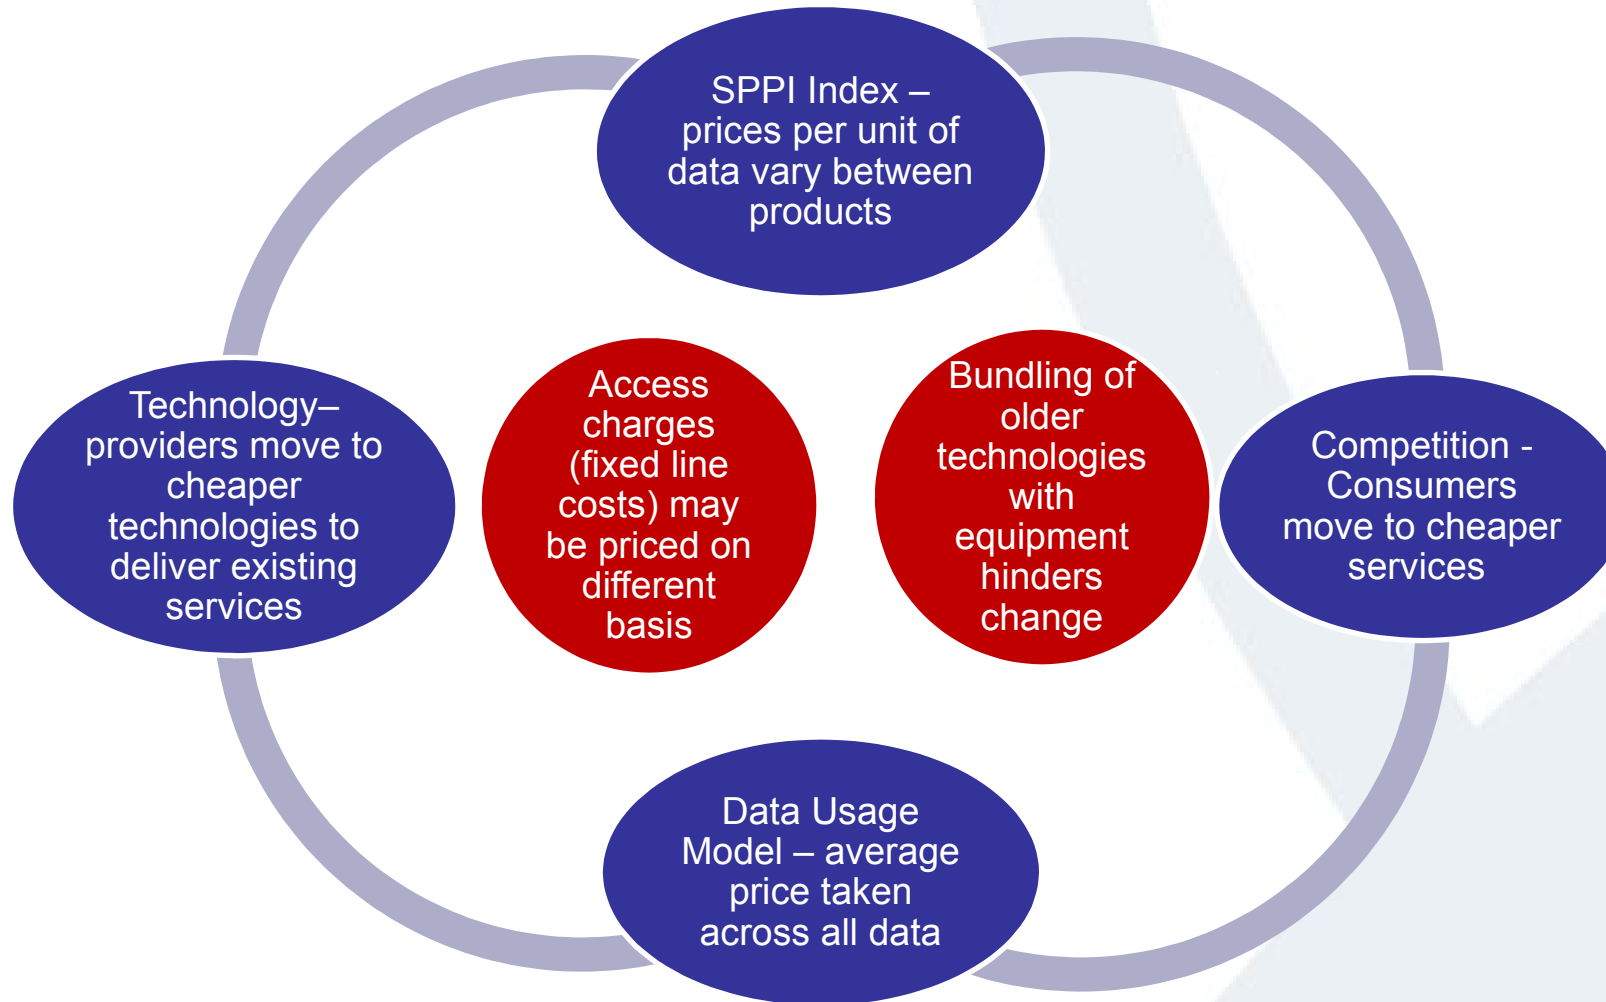 SPPI Index –
prices per unit of
data vary between
products
Technology–
providers move to
cheaper
technologies to
deliver existing
services
Access
charges
(fixed line
costs) may
be priced on
different
basis
Bundling of
older
technologies
with
equipment
hinders
change
Competition -
Consumers
move to cheaper
services
Data Usage
Model – average
price taken
across all data